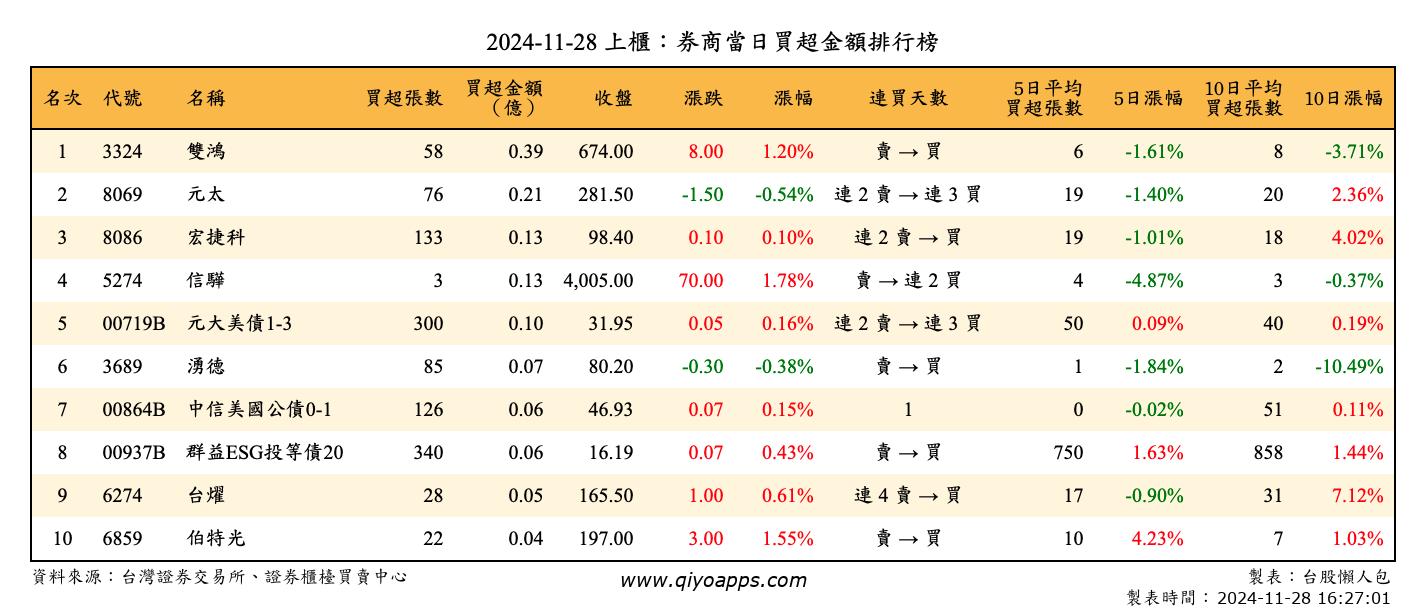 2024-11-28 上櫃：券商當日買超金額排行榜
名次 代號 名稱 買超張數 買超金額（億） 收盤 漲跌 漲幅 連買天數 5日平均買超張數 5日漲幅 10日平均買超張數 10日漲幅
1 3324 雙鴻 58 0.39 674.00 8.00 1.20% 賣 → 買 6 -1.61% 8 -3.71%
2 8069 元太 76 0.21 281.50 -1.50 -0.54% 連 2 賣 → 連 3 買 19 -1.40% 20 2.36%
3 8086 宏捷科 133 0.13 98.40 0.10 0.10% 連 2 賣 → 買 19 -1.01% 18 4.02%
4 5274 信驊 3 0.13 4,005.00 70.00 1.78% 賣 → 連 2 買 4 -4.87% 3 -0.37%
5 00719B 元大美債1-3 300 0.10 31.95 0.05 0.16% 連 2 賣 → 連 3 買 50 0.09% 40 0.19%
6 3689 湧德 85 0.07 80.20 -0.30 -0.38% 賣 → 買 1 -1.84% 2 -10.49%
7 00864B 中信美國公債0-1 126 0.06 46.93 0.07 0.15% 1 0 -0.02% 51 0.11%
8 00937B 群益ESG投等債20 340 0.06 16.19 0.07 0.43% 賣 → 買 750 1.63% 858 1.44%
9 6274 台燿 28 0.05 165.50 1.00 0.61% 連 4 賣 → 買 17 -0.90% 31 7.12%
10 6859 伯特光 22 0.04 197.00 3.00 1.55% 賣 → 買 10 4.23% 7 1.03%
資料來源：台灣證券交易所、證券櫃檯買賣中心 www.qiyoapps.com 製表：台股懶人包
製表時間：2024-11-28 16:27:01